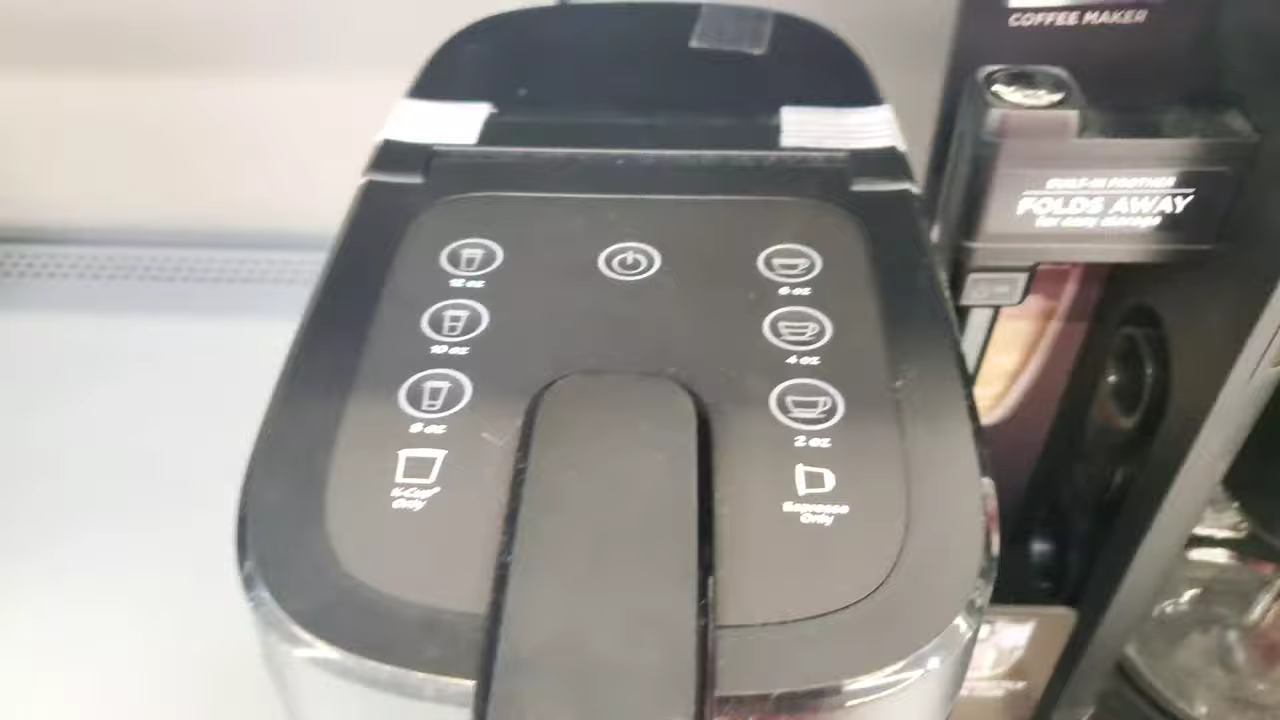 COFFEE MAKER
BUILT-IN FROTHER
FOLDS AWAY
for easy storage
12 oz
6 oz
10 oz
4 oz
8 oz
2 oz
K-Cup®
Only
Espresso
Only